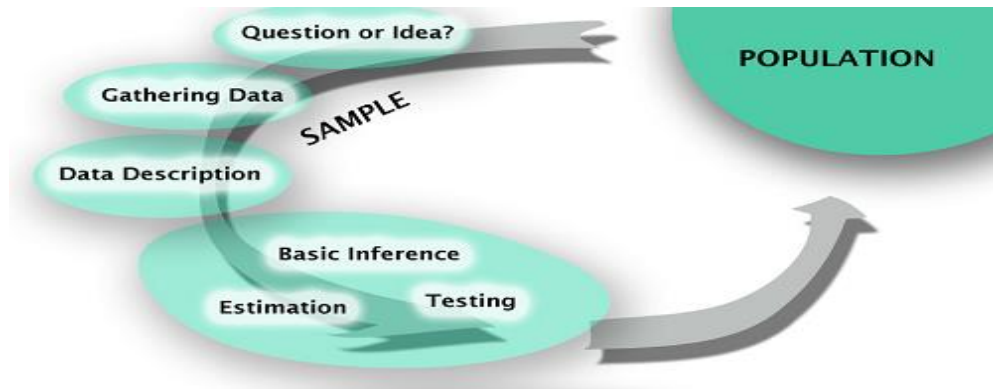 Question or Idea?
POPULATION
Gathering Data
SAMPLE
Data Description
Basic Inference
Estimation
Testing